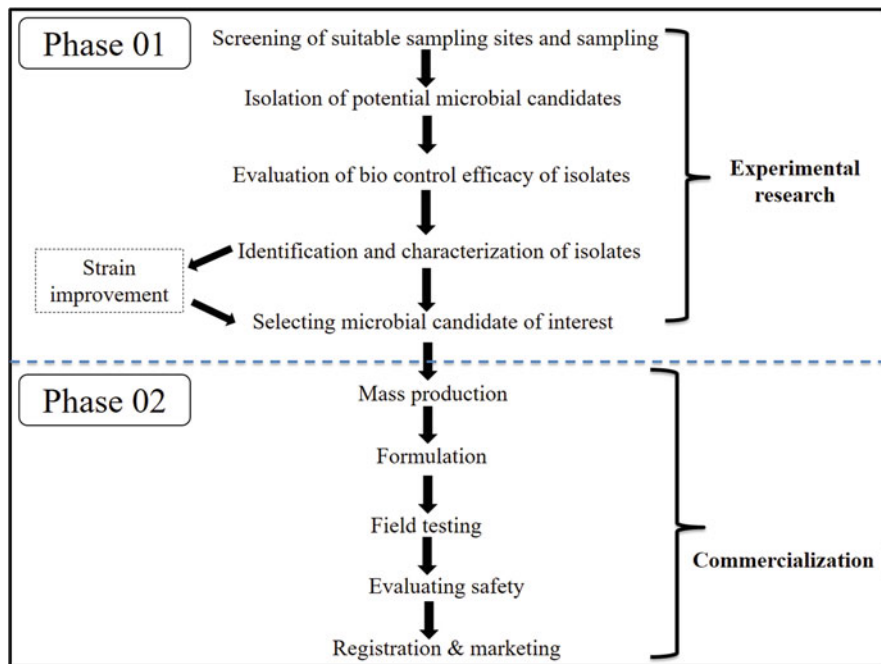 Phase 01
Screening of suitable sampling sites and sampling
Isolation of potential microbial candidates
Evaluation of bio control efficacy of isolates
Experimental
research
Identification and characterization of isolates
Strain
improvement
Selecting microbial candidate of interest
Phase 02
Mass production
Formulation
Field testing
Commercialization
Evaluating safety
Registration & marketing